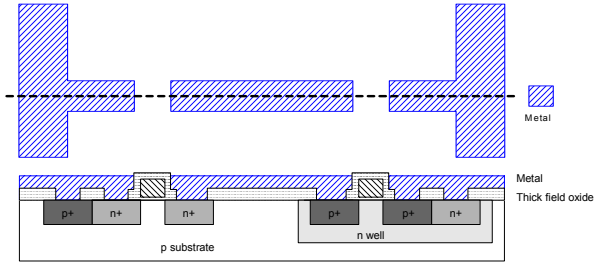 Metal
Metal
Thick field oxide
p+ n+ n+ p+ p+ n+
n well
p substrate